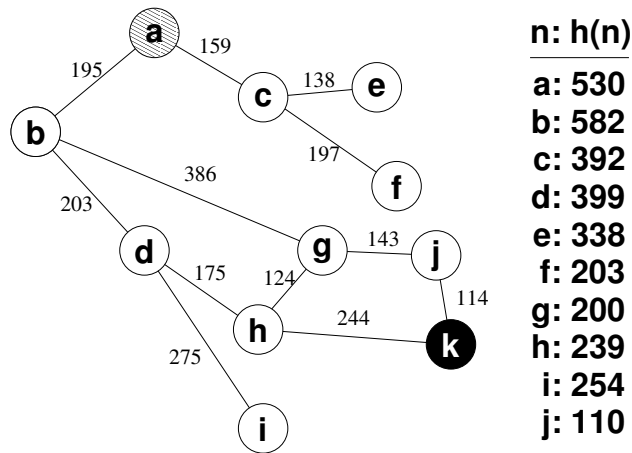 a
159
n: h(n)
195
138
e
c
a: 530
b: 582
b
197
c: 392
386
f
d: 399
203
e: 338
g
143
j
f: 203
d
175
124
g: 200
114
h
244
h: 239
k
275
i: 254
i
j: 110